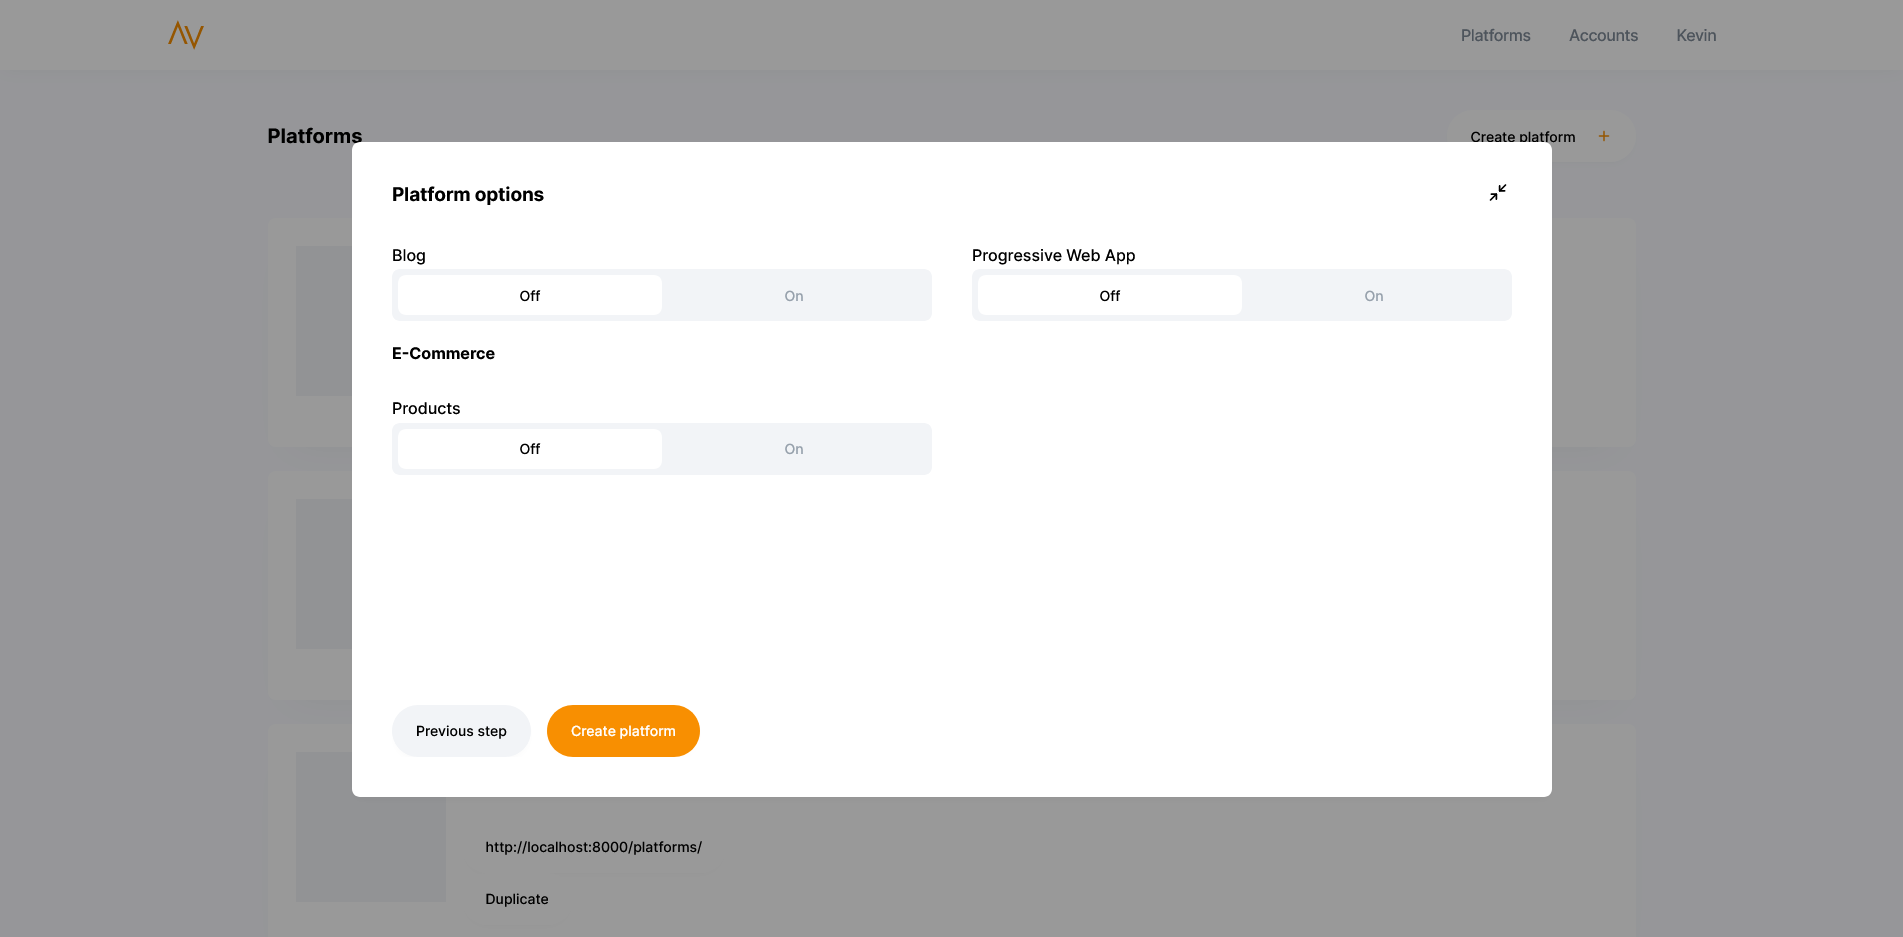 Platforms Accounts Kevin
Platforms
Create platform +
Platform options
Blog
Off On
Progressive Web App
Off On
E-Commerce
Products
Off On
Previous step Create platform
http://localhost:8000/platforms/
Duplicate